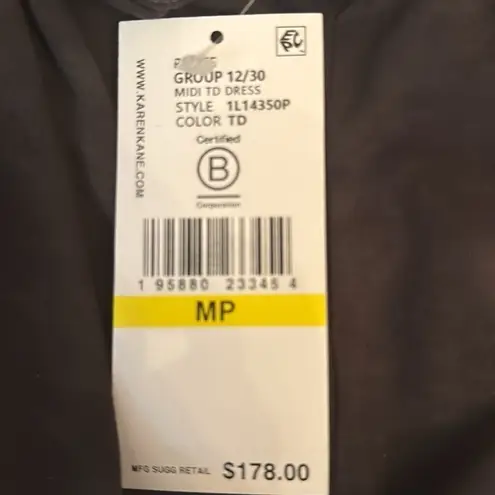 GROUP 12/30
MIDI TD DRESS
STYLE 1L14350P
COLOR TD
WWW.KARENKANE.COM
Certified
B
Corporation
1 95880 23345 4
MP
MFG SUGG RETAIL $178.00